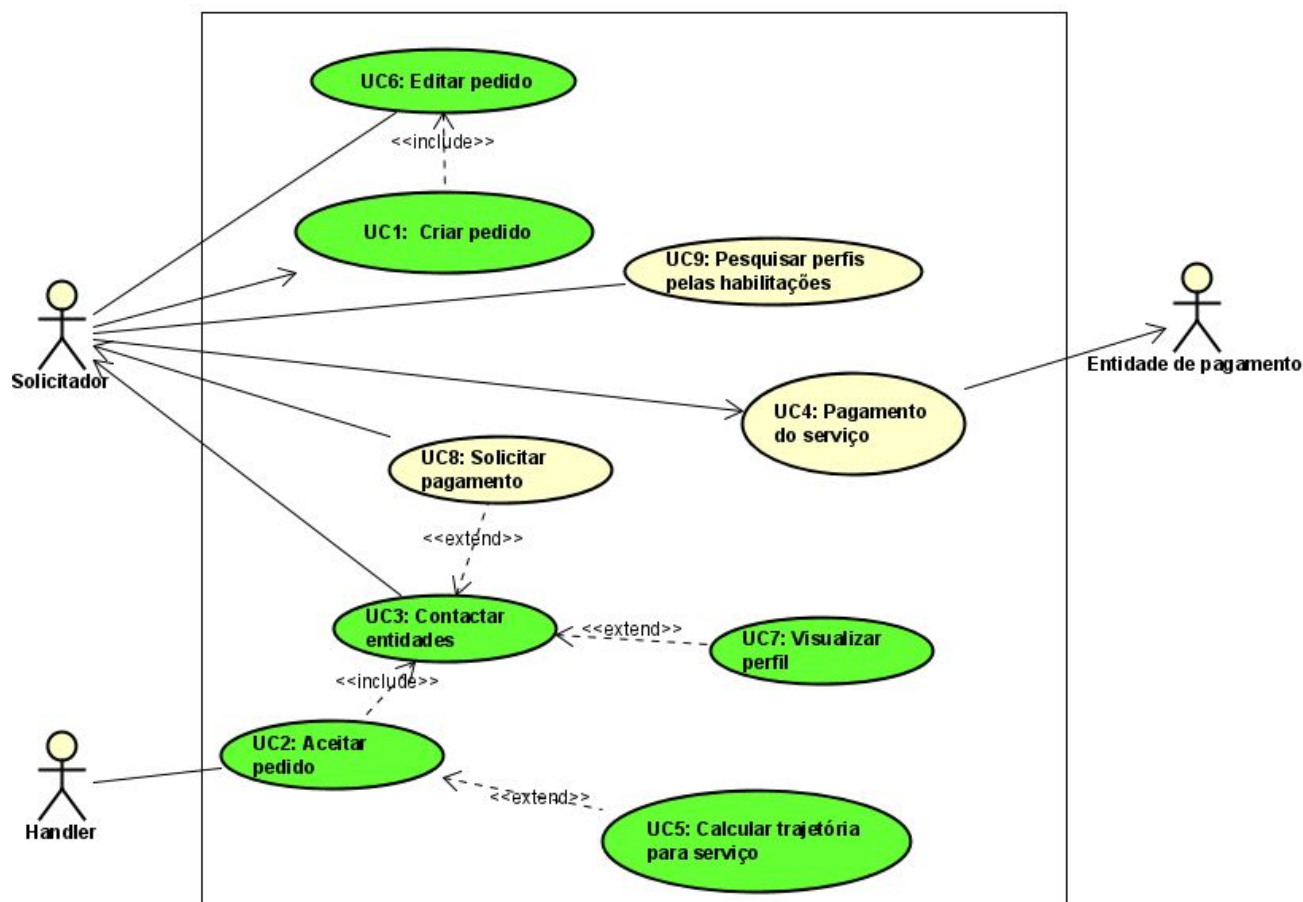 UC6: Editar pedido
<<include>>
UC1: Criar pedido
UC9: Pesquisar perfis
pelas habilitações
Solicitador
Entidade de pagamento
UC4: Pagamento
do serviço
UC8: Solicitar
pagamento
<<extend>>
UC3: Contactar
entidades
<<extend>>
UC7: Visualizar
perfil
<<include>>
UC2: Aceitar
pedido
Handler
<<extend>>
UC5: Calcular trajetória
para serviço